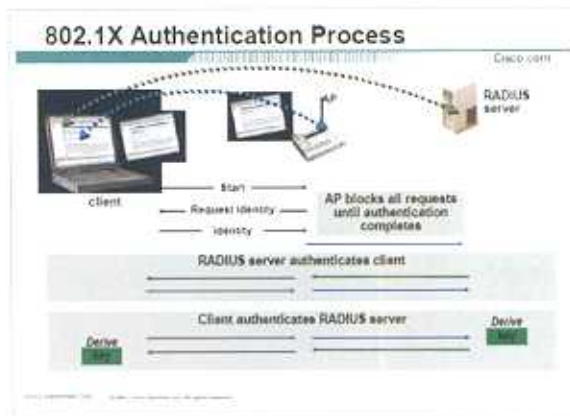 802.1X Authentication Process
Cisco.com
AP
RADIUS
server
client
Start
Request Identity
Identity
AP blocks all requests
until authentication
completes
RADIUS server authenticates client
Client authenticates RADIUS server
Derive
key
Derive
key